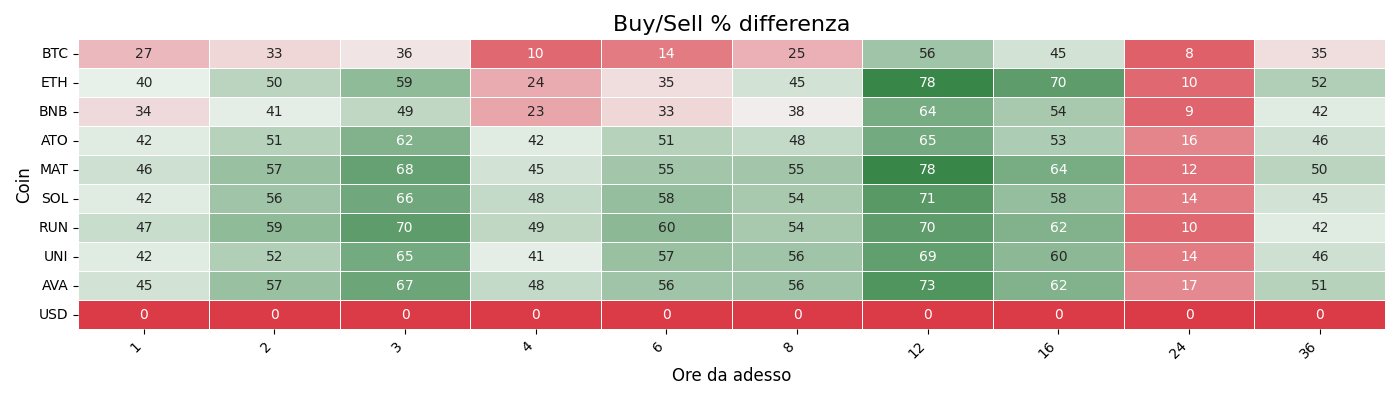 Buy/Sell % differenza
BTC 27 33 36 10 14 25 56 45 8 35
ETH 40 50 59 24 35 45 78 70 10 52
BNB 34 41 49 23 33 38 64 54 9 42
ATO 42 51 62 42 51 48 65 53 16 46
MAT 46 57 68 45 55 55 78 64 12 50
SOL 42 56 66 48 58 54 71 58 14 45
RUN 47 59 70 49 60 54 70 62 10 42
UNI 42 52 65 41 57 56 69 60 14 46
AVA 45 57 67 48 56 56 73 62 17 51
USD 0 0 0 0 0 0 0 0 0 0
1 2 3 4 6 8 12 16 24 36
Coin
Ore da adesso